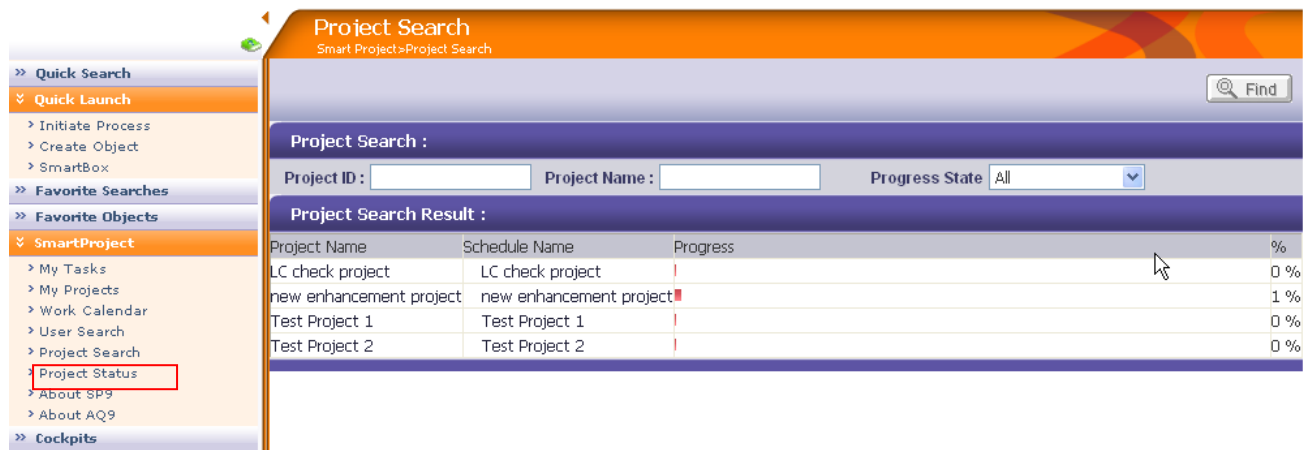 Project Search
Smart Project>Project Search
» Quick Search
Quick Launch
> Initiate Process
> Create Object
> SmartBox
» Favorite Searches
» Favorite Objects
SmartProject
> My Tasks
> My Projects
> Work Calendar
> User Search
> Project Search
> Project Status
> About SP9
> About AQ9
» Cockpits
Find
Project Search :
Project ID : Project Name : Progress State All
Project Search Result :
Project Name Schedule Name Progress %
LC check project LC check project 0 %
new enhancement project new enhancement project 1 %
Test Project 1 Test Project 1 0 %
Test Project 2 Test Project 2 0 %